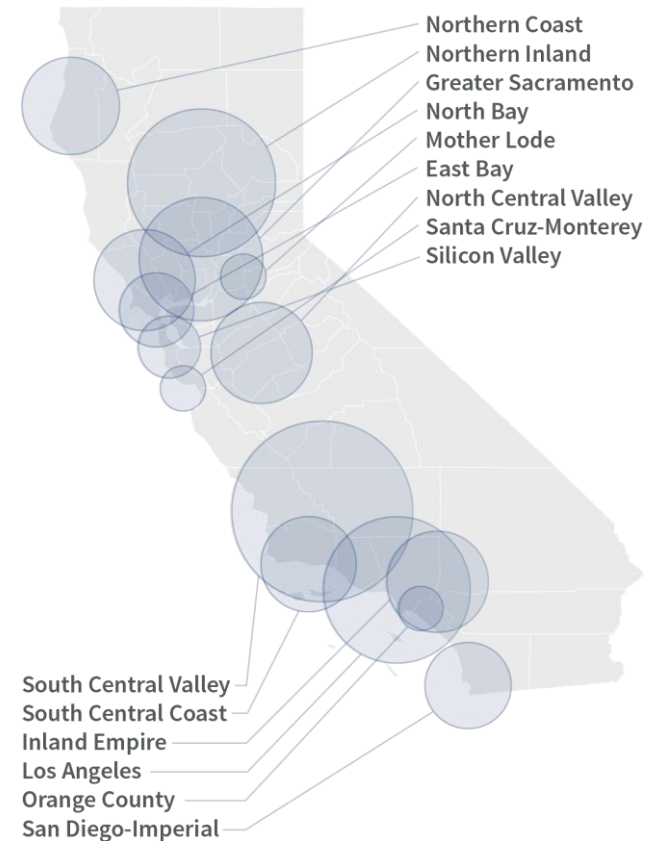 Northern Coast
Northern Inland
Greater Sacramento
North Bay
Mother Lode
East Bay
North Central Valley
Santa Cruz-Monterey
Silicon Valley
South Central Valley
South Central Coast
Inland Empire
Los Angeles
Orange County
San Diego-Imperial